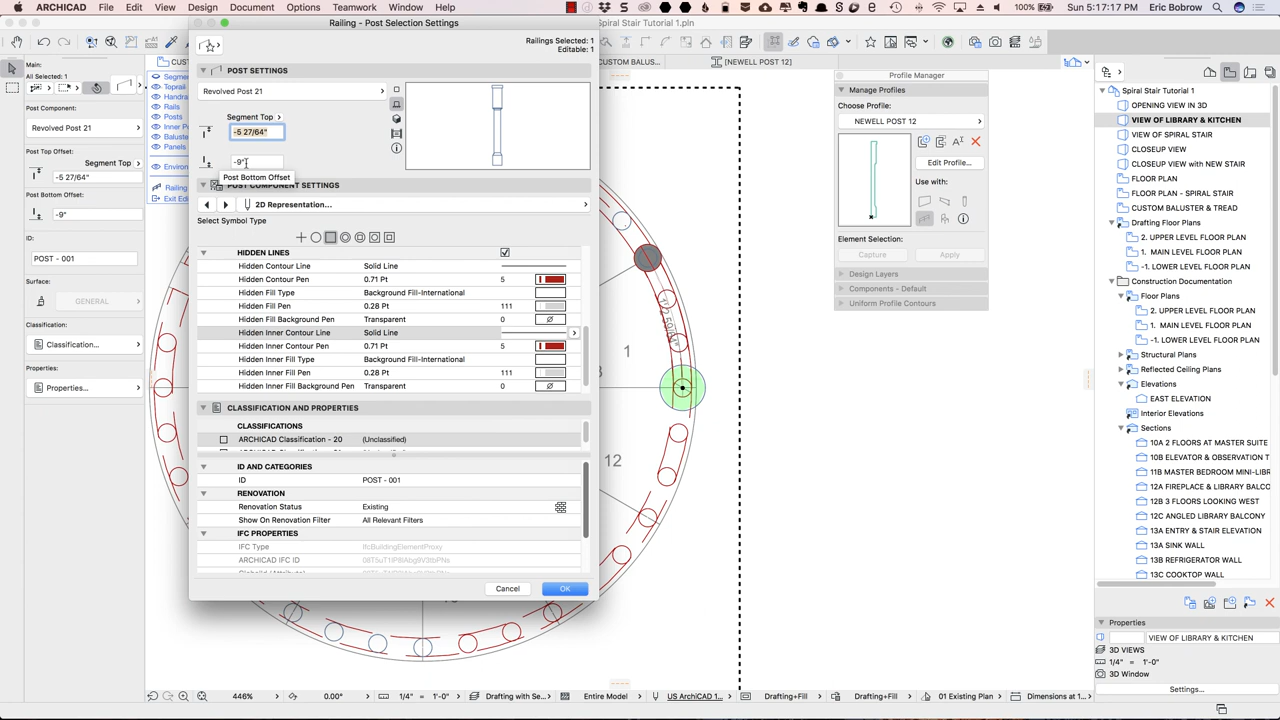 ARCHICAD File Edit View Design Document Options Teamwork Window Help 100% Fri 5:17:17 PM Eric Bobrow
Railing - Post Selection Settings
Spiral Stair Tutorial 1.pln
Railings Selected: 1
Editable: 1
Main:
All Selected: 1
Post Component:
Revolved Post 21
Post Top Offset:
Segment Top
-5 27/64"
Post Bottom Offset:
-9"
ID:
POST - 001
Surface:
GENERAL
Classification:
Classification...
Properties:
Properties...
Toprail
Rails
Posts
Panels
Railing
POST SETTINGS
Revolved Post 21
Segment Top
-5 27/64"
-9"
Post Bottom Offset
POST COMPONENT SETTINGS
2D Representation...
Select Symbol Type
HIDDEN LINES
Hidden Contour Line Solid Line
Hidden Contour Pen 0.71 Pt 5
Hidden Fill Type Background Fill-International
Hidden Fill Pen 0.28 Pt 111
Hidden Fill Background Pen Transparent 0
Hidden Inner Contour Line Solid Line
Hidden Inner Contour Pen 0.71 Pt 5
Hidden Inner Fill Type Background Fill-International
Hidden Inner Fill Pen 0.28 Pt 111
Hidden Inner Fill Background Pen Transparent 0
CLASSIFICATION AND PROPERTIES
CLASSIFICATIONS
ARCHICAD Classification - 20 (Unclassified)
ID AND CATEGORIES
ID POST - 001
RENOVATION
Renovation Status Existing
Show On Renovation Filter All Relevant Filters
IFC PROPERTIES
IFC Type IfcBuildingElementProxy
ARCHICAD IFC ID
Cancel OK
CUSTOM BALUS...
[NEWELL POST 12]
1
12
Profile Manager
Manage Profiles
Choose Profile:
NEWELL POST 12
Edit Profile...
Use with:
Element Selection:
Capture Apply
Design Layers
Components - Default
Uniform Profile Contours
Spiral Stair Tutorial 1
OPENING VIEW IN 3D
VIEW OF LIBRARY & KITCHEN
VIEW OF SPIRAL STAIR
CLOSEUP VIEW
CLOSEUP VIEW with NEW STAIR
FLOOR PLAN
FLOOR PLAN - SPIRAL STAIR
CUSTOM BALUSTER & TREAD
Drafting Floor Plans
2. UPPER LEVEL FLOOR PLAN
1. MAIN LEVEL FLOOR PLAN
-1. LOWER LEVEL FLOOR PLAN
Construction Documentation
Floor Plans
2. UPPER LEVEL FLOOR PLAN
1. MAIN LEVEL FLOOR PLAN
-1. LOWER LEVEL FLOOR PLAN
Structural Plans
Reflected Ceiling Plans
Elevations
EAST ELEVATION
Interior Elevations
Sections
10A 2 FLOORS AT MASTER SUITE
10B ELEVATOR & OBSERVATION T
11B MASTER BEDROOM MINI-LIBR
12A FIREPLACE & LIBRARY BALCO
12B 3 FLOORS LOOKING WEST
12C ANGLED LIBRARY BALCONY
13A ENTRY & STAIR ELEVATION
13A SINK WALL
13B REFRIGERATOR WALL
13C COOKTOP WALL
Properties
VIEW OF LIBRARY & KITCHEN
3D VIEWS
1/4" = 1'-0"
3D Window
Settings...
446% 0.00° 1/4" = 1'-0" Drafting with Se... Entire Model US ArchiCAD 1... Drafting+Fill Drafting+Fill 01 Existing Plan Dimensions at 1...